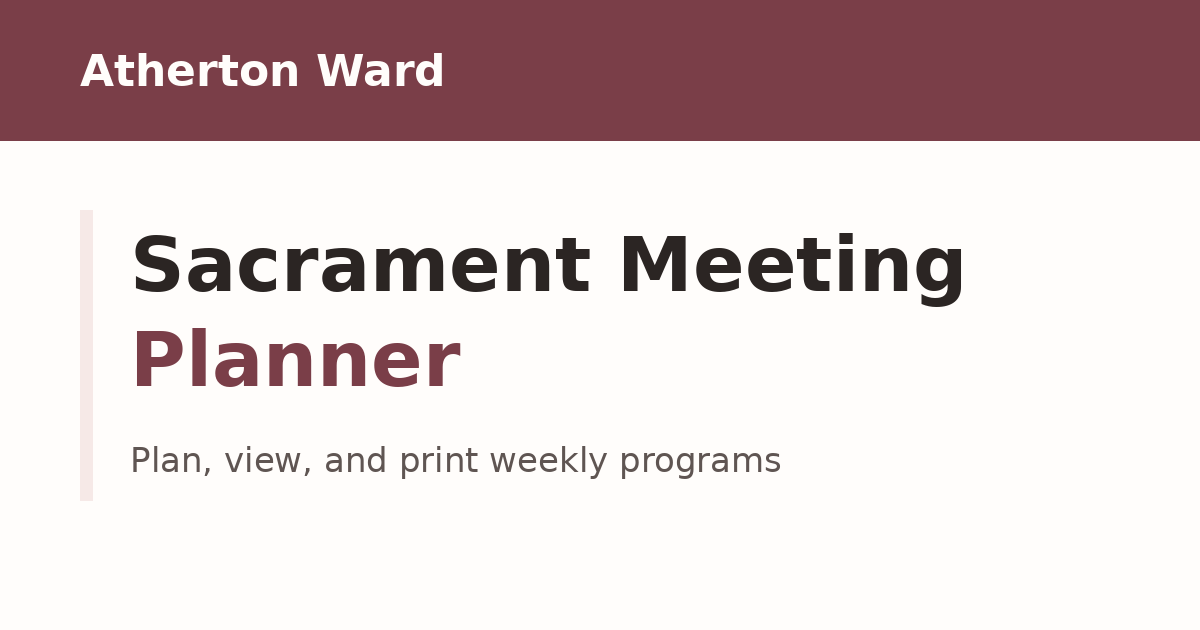 Atherton Ward
Sacrament Meeting
Planner
Plan, view, and print weekly programs